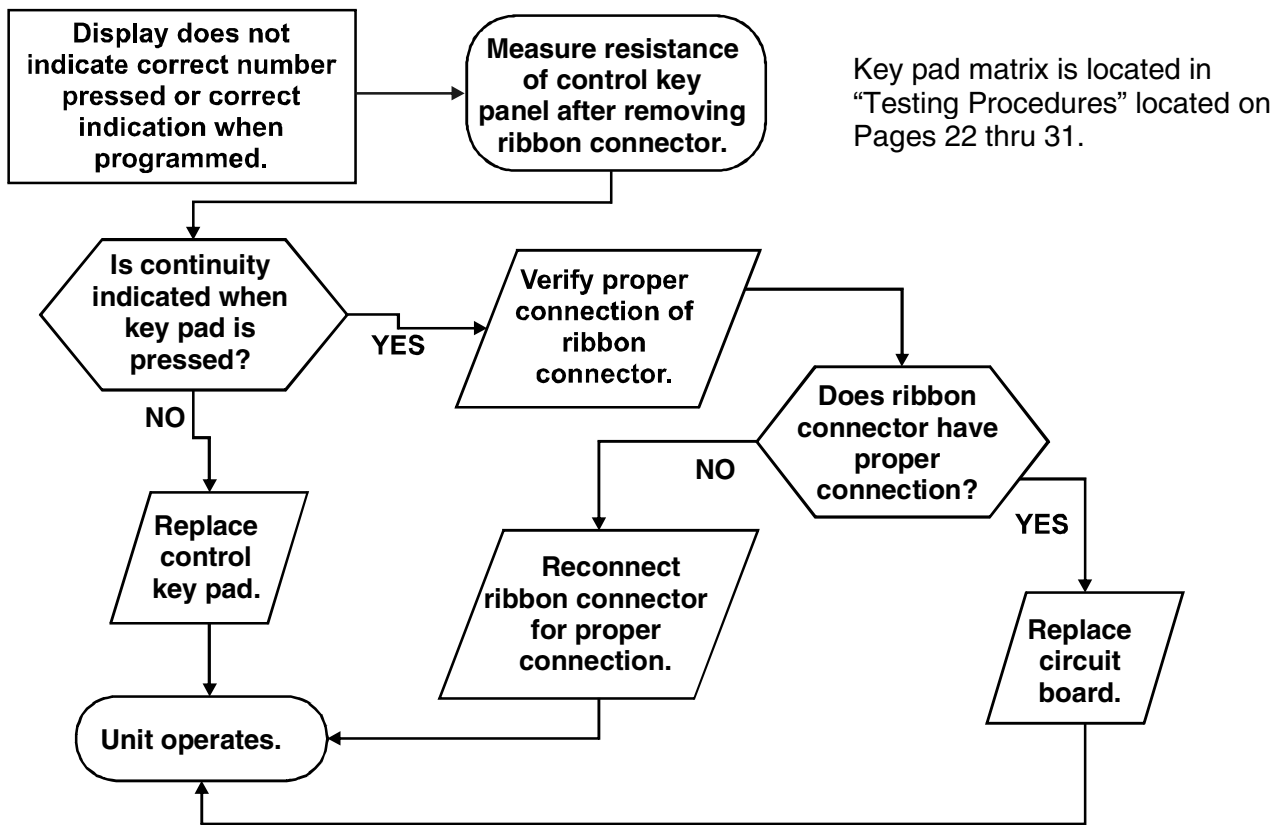 Display does not
indicate correct number
pressed or correct
indication when
programmed.
Measure resistance
of control key
panel after removing
ribbon connector.
Key pad matrix is located in
“Testing Procedures” located on
Pages 22 thru 31.
Is continuity
indicated when
key pad is
pressed?
YES
Verify proper
connection of
ribbon
connector.
Does ribbon
connector have
proper
connection?
NO
NO
YES
Replace
control
key pad.
Reconnect
ribbon connector
for proper
connection.
Replace
circuit
board.
Unit operates.